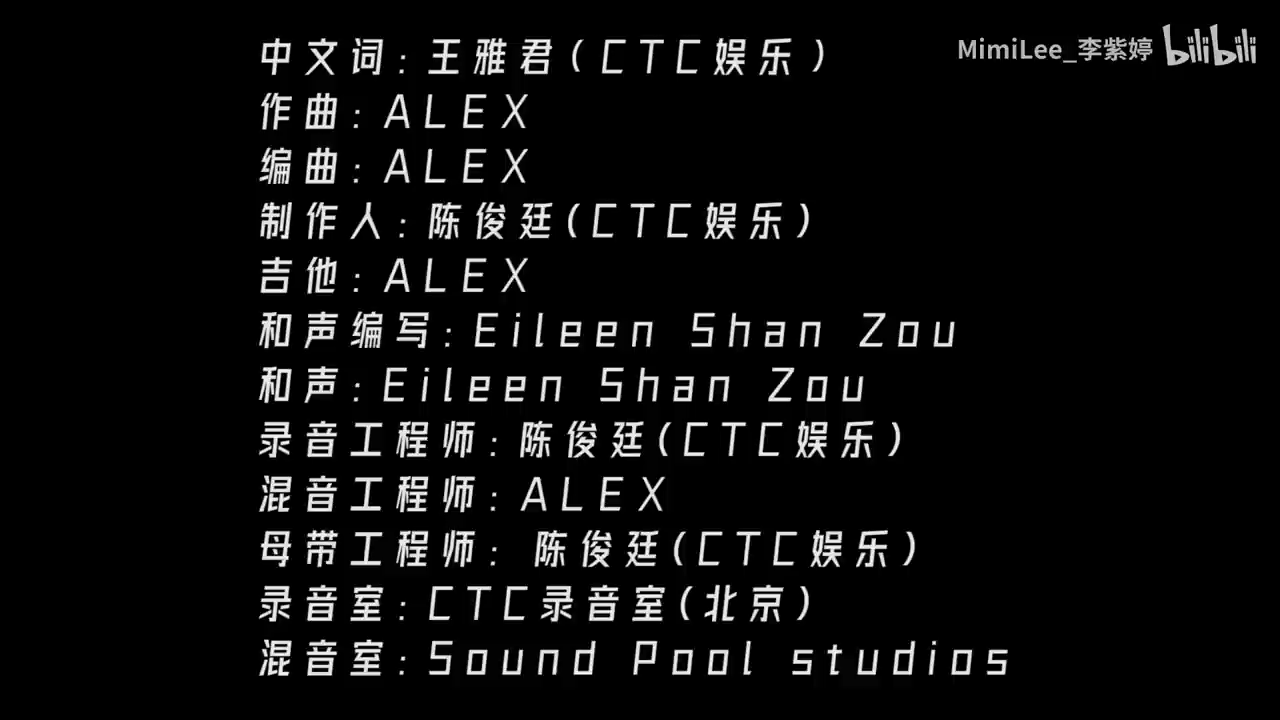 中文词:王雅君(CTC娱乐)
作曲:ALEX
编曲:ALEX
制作人:陈俊廷(CTC娱乐)
吉他:ALEX
和声编写:Eileen Shan Zou
和声:Eileen Shan Zou
录音工程师:陈俊廷(CTC娱乐)
混音工程师:ALEX
母带工程师: 陈俊廷(CTC娱乐)
录音室:CTC录音室(北京)
混音室:Sound Pool studios
MimiLee_李紫婷 bilibili